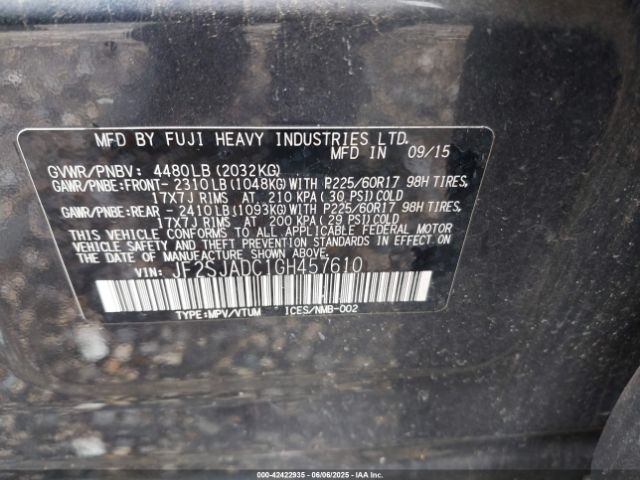 MFD BY FUJI HEAVY INDUSTRIES LTD.
MFD IN 09/15
GVWR/PNBV: 4480LB(2032KG)
GAWR/PNBE:FRONT- 2310LB(1048KG)WITH P225/60R17 98H TIRES,
17X7J RIMS AT 210 KPA( 30 PSI)COLD
GAWR/PNBE:REAR - 2410LB(1093KG)WITH P225/60R17 98H TIRES,
17X7J RIMS AT 200 KPA( 29 PSI)COLD
THIS VEHICLE CONFORMS TO ALL APPLICABLE FEDERAL MOTOR
VEHICLE SAFETY AND THEFT PREVENTION STANDARDS IN EFFECT ON
THE DATE OF MANUFACTURE SHOWN ABOVE.
VIN: JF2SJADC1GH457610
TYPE:MPV/VTUM ICES/NMB-002
000-42422935 - 06/06/2025 - IAA Inc.